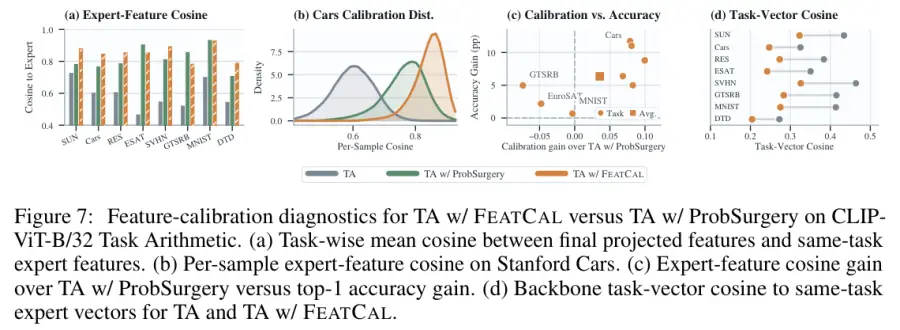 (a) Expert-Feature Cosine
Cosine to Expert
1.0
0.8
0.6
0.4
SUN
Cars
RES
ESAT
SVHN
GTSRB
MNIST
DTD
(b) Cars Calibration Dist.
Density
7.5
5.0
2.5
0.0
0.6
0.8
Per-Sample Cosine
(c) Calibration vs. Accuracy
Accuracy Gain (pp)
10
5
0
Cars
GTSRB
EuroSAT
MNIST
Task
Avg.
-0.05
0.00
0.05
0.10
Calibration gain over TA w/ ProbSurgery
(d) Task-Vector Cosine
SUN
Cars
RES
ESAT
SVHN
GTSRB
MNIST
DTD
0.1
0.2
0.3
0.4
0.5
Task-Vector Cosine
TA
TA w/ ProbSurgery
TA w/ FEATCAL
Figure 7: Feature-calibration diagnostics for TA w/ FEATCAL versus TA w/ ProbSurgery on CLIP-
ViT-B/32 Task Arithmetic. (a) Task-wise mean cosine between final projected features and same-task
expert features. (b) Per-sample expert-feature cosine on Stanford Cars. (c) Expert-feature cosine gain
over TA w/ ProbSurgery versus top-1 accuracy gain. (d) Backbone task-vector cosine to same-task
expert vectors for TA and TA w/ FEATCAL.